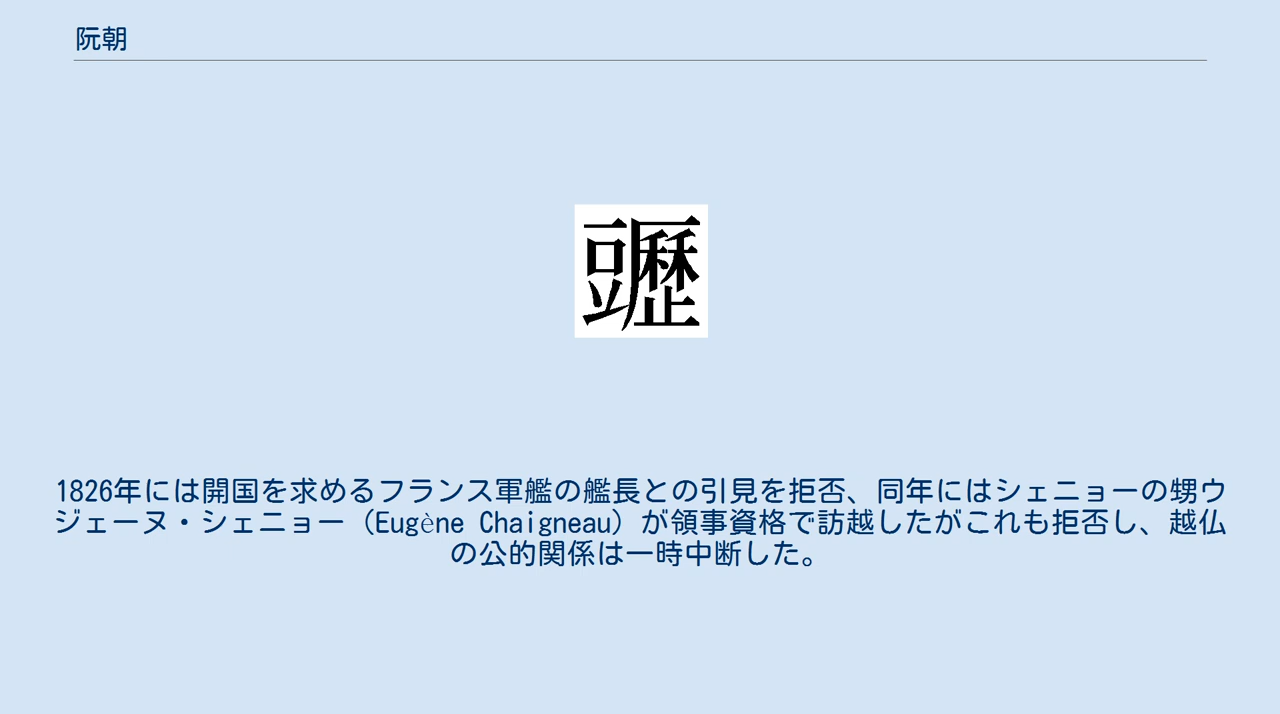 阮朝
1826年には開国を求めるフランス軍艦の艦長との引見を拒否、同年にはシェニョーの甥ウ
ジェーヌ・シェニョー（Eugène Chaigneau）が領事資格で訪越したがこれも拒否し、越仏
の公的関係は一時中断した。